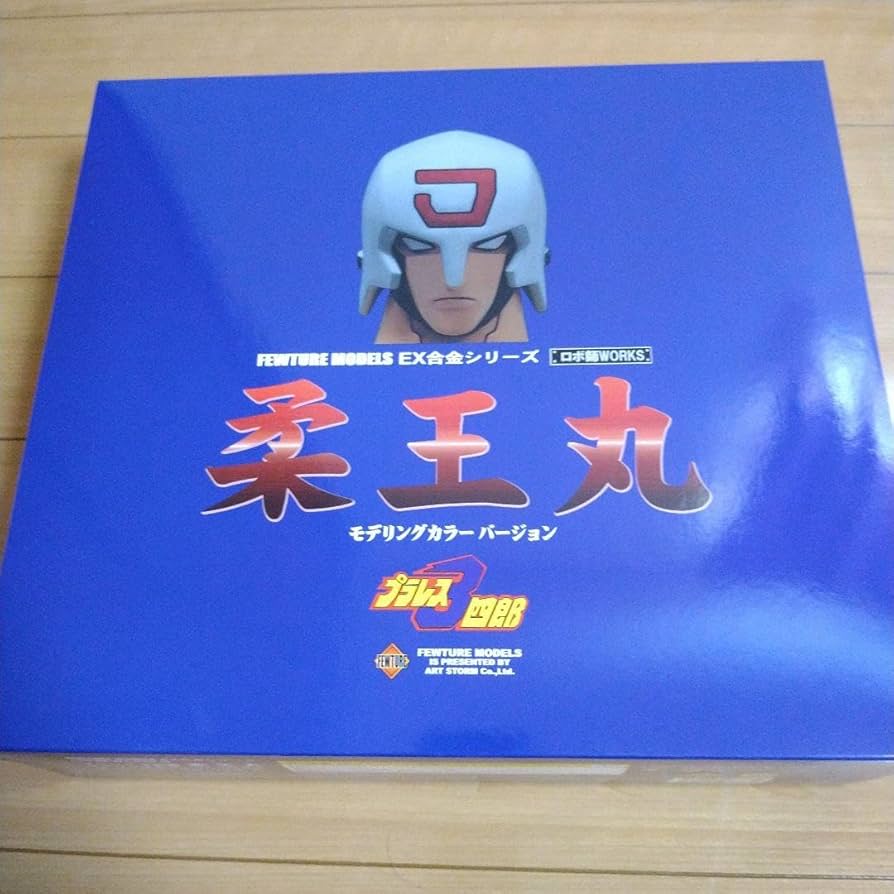 FEWTURE MODELS EX合金シリーズ ロボ師WORKS
柔王丸
モデリングカラー バージョン
プラレス3四郎
FEWTURE
FEWTURE MODELS
IS PRESENTED BY
ART STORM Co.,Ltd.